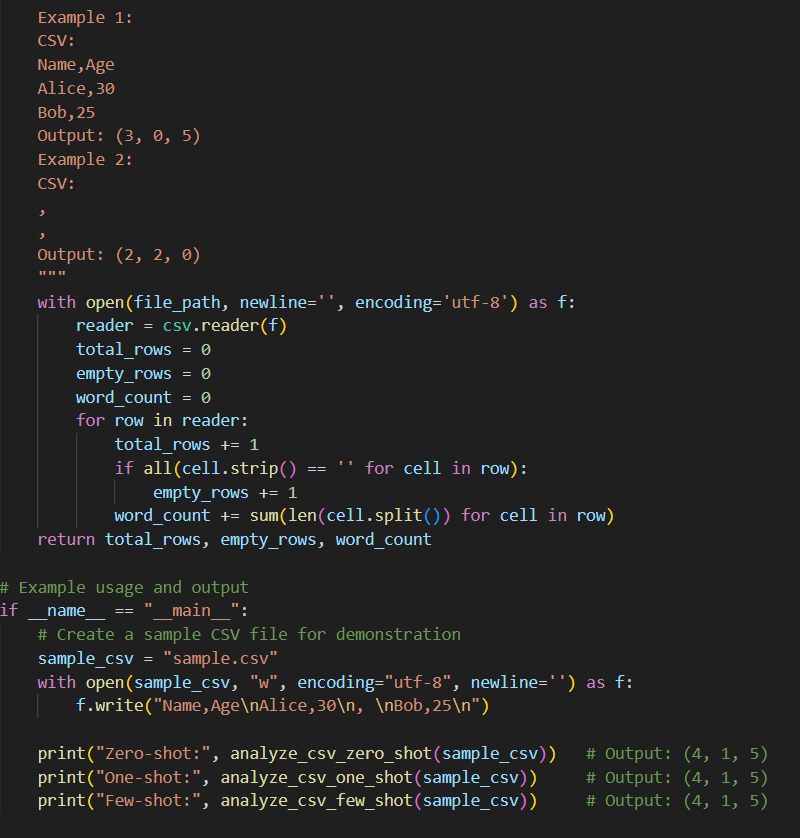 Example 1:
    CSV:
    Name,Age
    Alice,30
    Bob,25
    Output: (3, 0, 5)
    Example 2:
    CSV:
    ,
    ,
    Output: (2, 2, 0)
    """
    with open(file_path, newline='', encoding='utf-8') as f:
        reader = csv.reader(f)
        total_rows = 0
        empty_rows = 0
        word_count = 0
        for row in reader:
            total_rows += 1
            if all(cell.strip() == '' for cell in row):
                empty_rows += 1
            word_count += sum(len(cell.split()) for cell in row)
    return total_rows, empty_rows, word_count

# Example usage and output
if __name__ == "__main__":
    # Create a sample CSV file for demonstration
    sample_csv = "sample.csv"
    with open(sample_csv, "w", encoding="utf-8", newline='') as f:
        f.write("Name,Age\nAlice,30\n, \nBob,25\n")

    print("Zero-shot:", analyze_csv_zero_shot(sample_csv))   # Output: (4, 1, 5)
    print("One-shot:", analyze_csv_one_shot(sample_csv))     # Output: (4, 1, 5)
    print("Few-shot:", analyze_csv_few_shot(sample_csv))     # Output: (4, 1, 5)